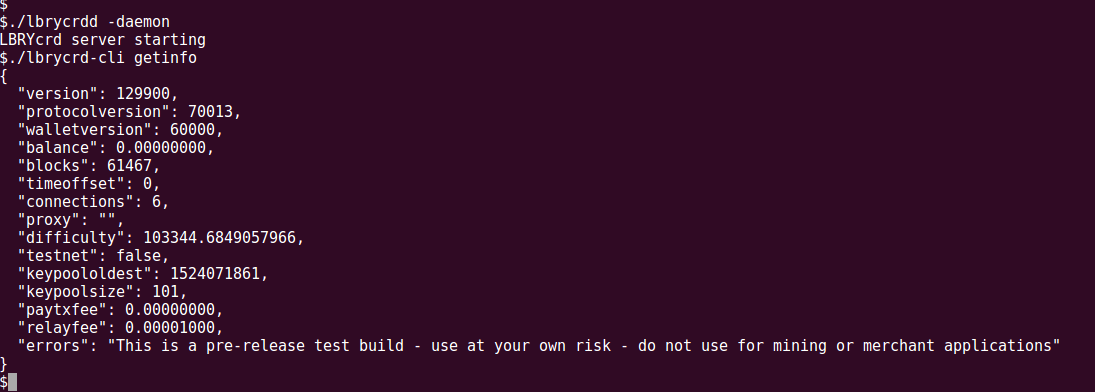 $
$./lbrycrdd -daemon
LBRYcrd server starting
$./lbrycrd-cli getinfo
{
  "version": 129900,
  "protocolversion": 70013,
  "walletversion": 60000,
  "balance": 0.00000000,
  "blocks": 61467,
  "timeoffset": 0,
  "connections": 6,
  "proxy": "",
  "difficulty": 103344.6849057966,
  "testnet": false,
  "keypoololdest": 1524071861,
  "keypoolsize": 101,
  "paytxfee": 0.00000000,
  "relayfee": 0.00001000,
  "errors": "This is a pre-release test build - use at your own risk - do not use for mining or merchant applications"
}
$